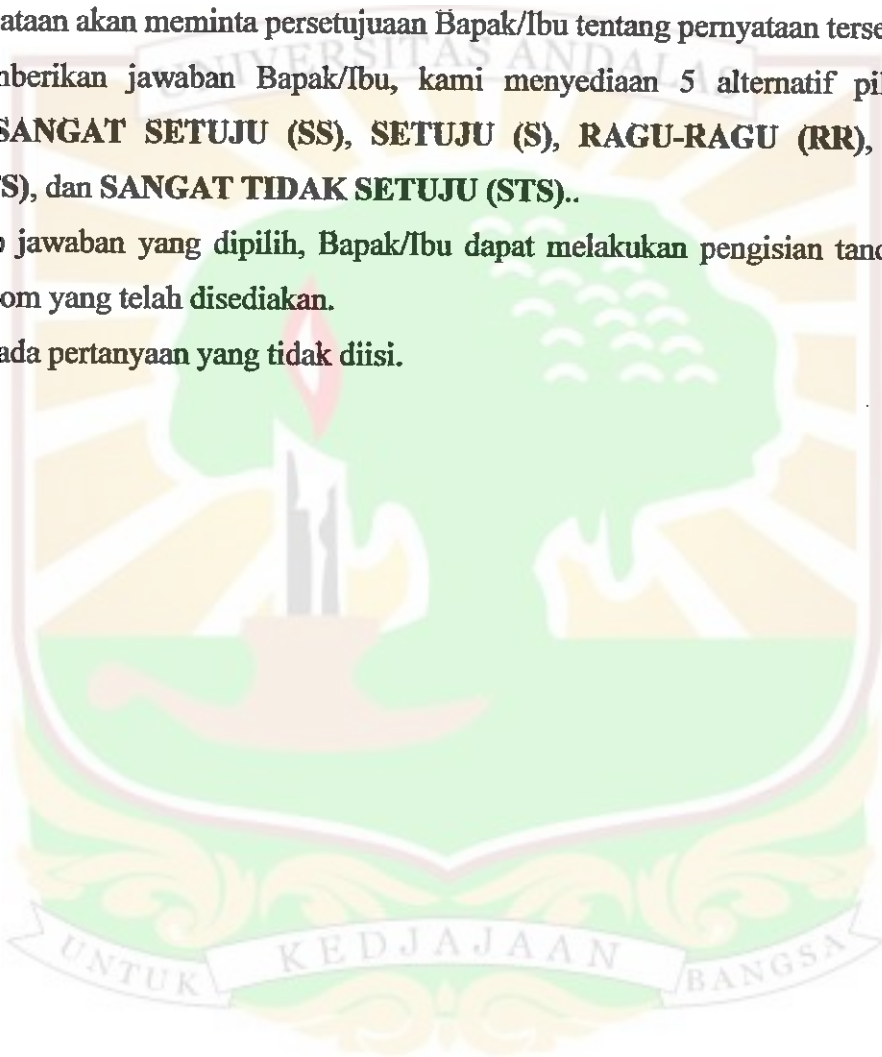 ataan akan meminta persetujuaan Bapak/Ibu tentang pernyataan terse
UNIVERSITAS ANDALAS
nberikan jawaban Bapak/Ibu, kami menyediaan 5 alternatif pil
SANGAT SETUJU (SS), SETUJU (S), RAGU-RAGU (RR),
S), dan SANGAT TIDAK SETUJU (STS)..
jawaban yang dipilih, Bapak/Ibu dapat melakukan pengisian tand
om yang telah disediakan.
ada pertanyaan yang tidak diisi.
UNTUK KEDJAJAAN BANGSA